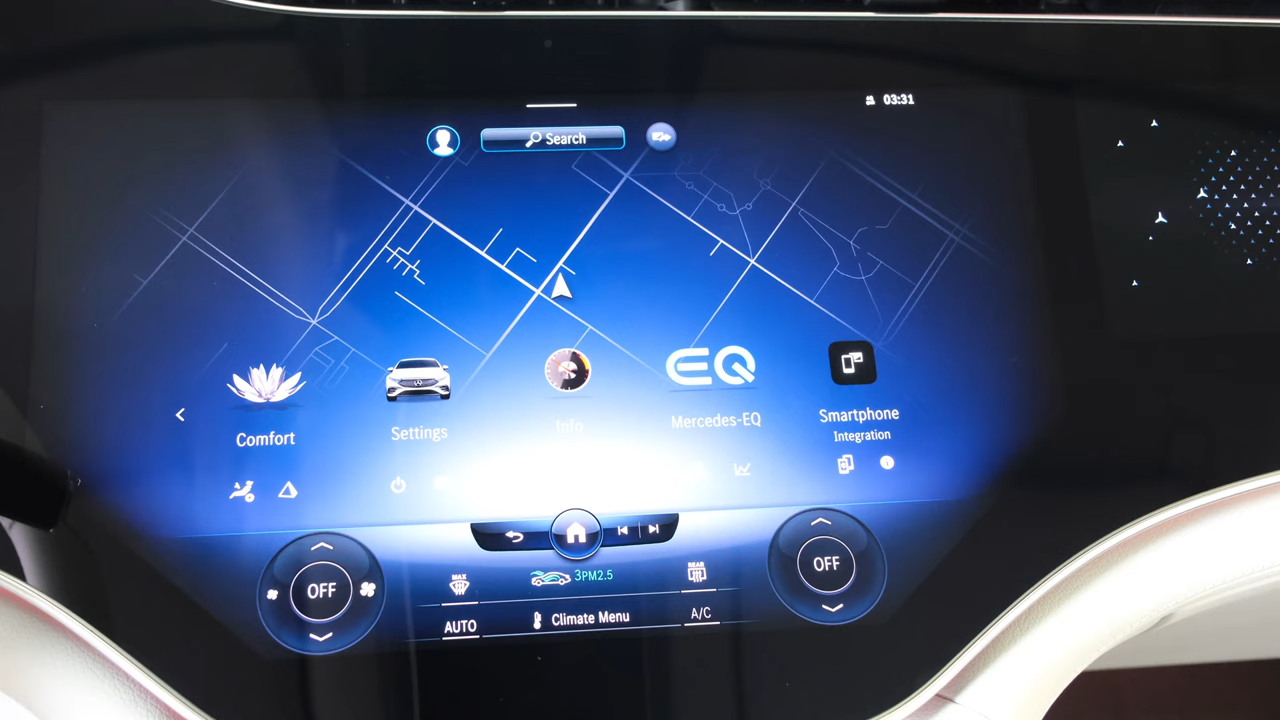 03:31
Search
EQ
Comfort
Settings
Info
Mercedes-EQ
Smartphone
Integration
OFF
MAX
3PM2.5
REAR
OFF
AUTO
Climate Menu
A/C